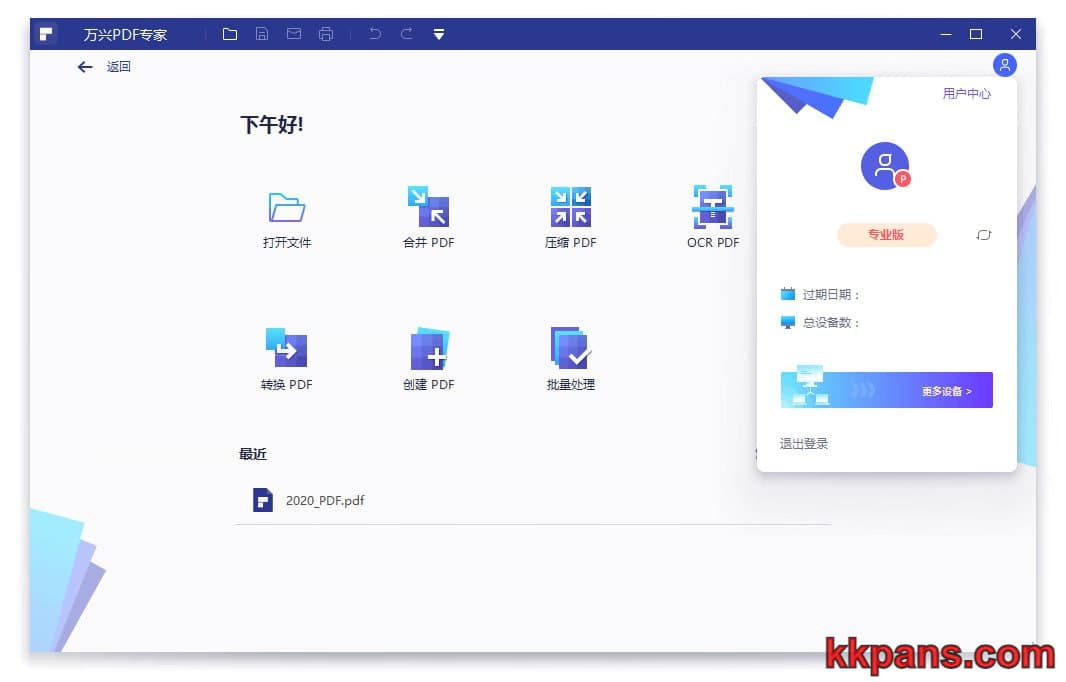 万兴PDF专家
返回
用户中心
下午好!
P
打开文件
合并 PDF
压缩 PDF
OCR PDF
专业版
过期日期：
总设备数：
转换 PDF
创建 PDF
批量处理
更多设备 >
退出登录
最近
2020_PDF.pdf
kkpans.com